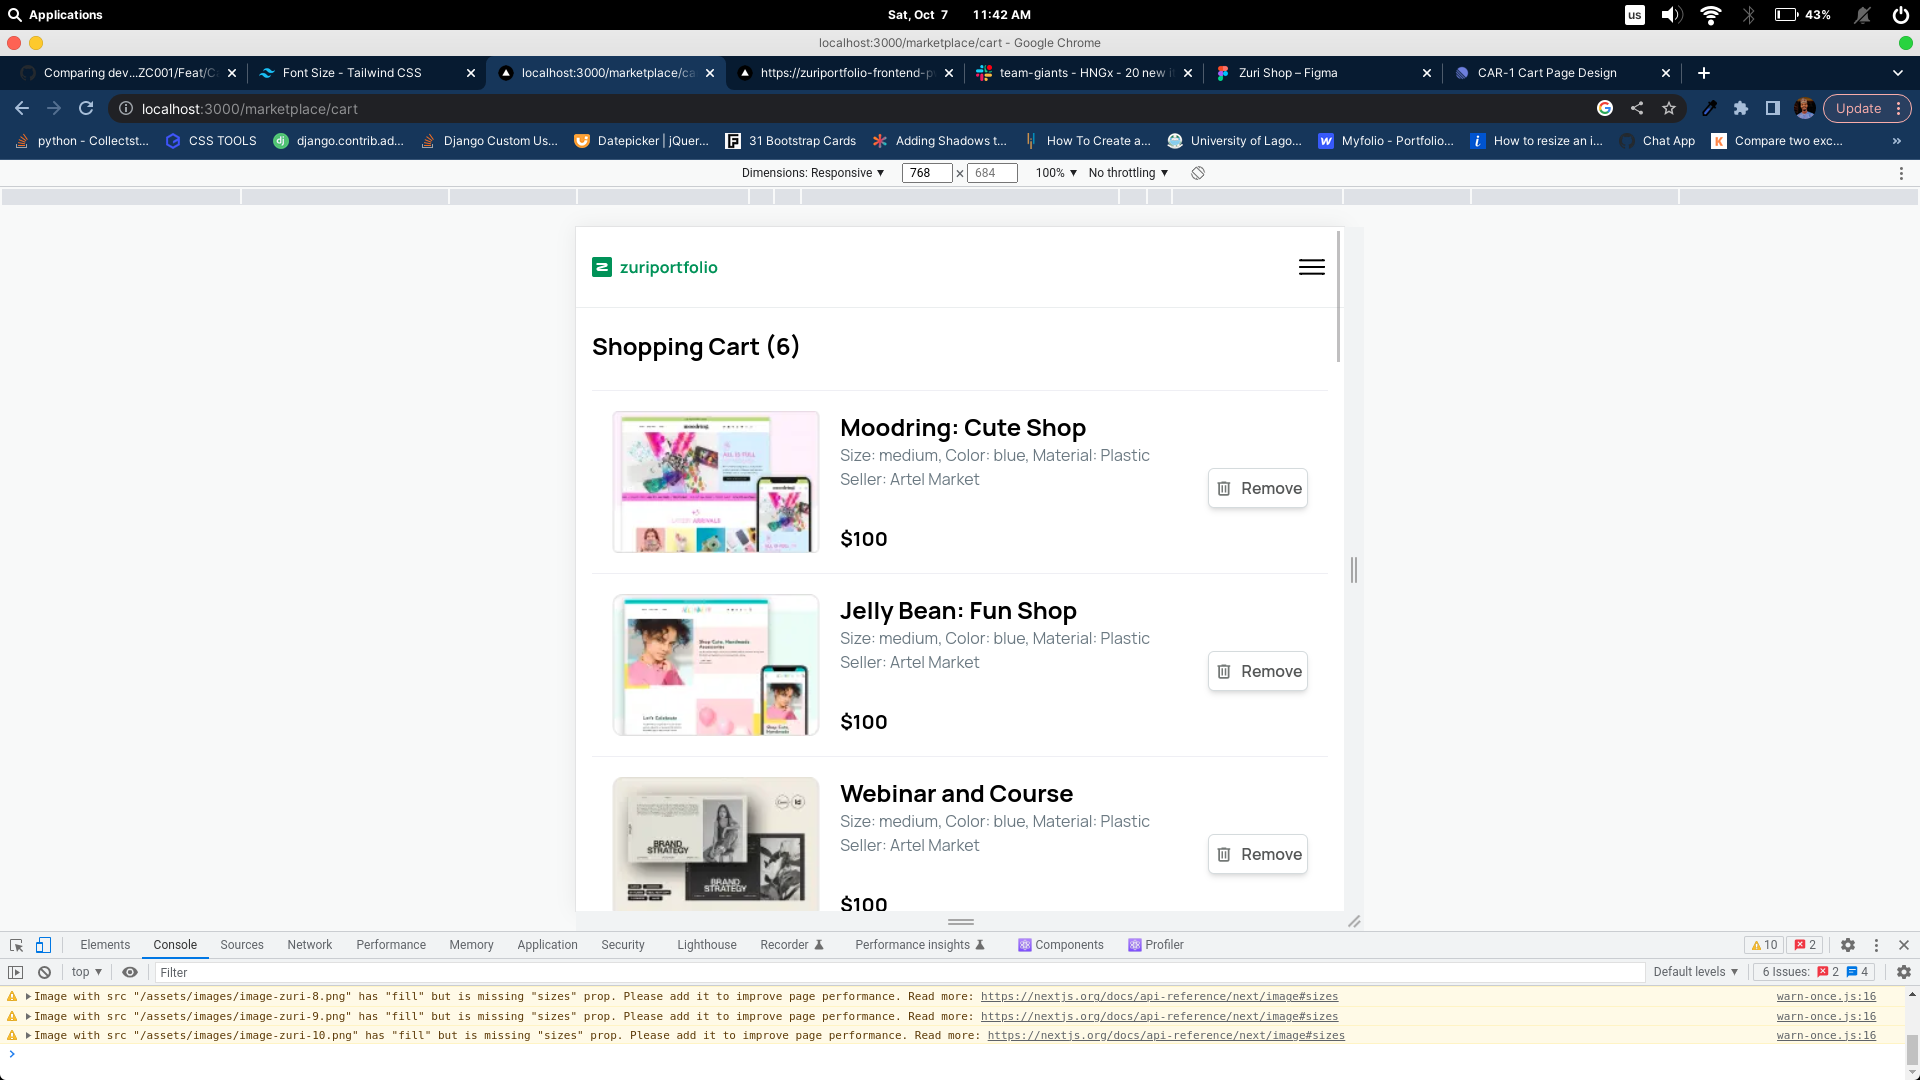 Applications
Sat, Oct 7 11:42 AM
us
43%
localhost:3000/marketplace/cart - Google Chrome
Comparing dev...ZC001/Feat/C
Font Size - Tailwind CSS
localhost:3000/marketplace/ca
https://zuriportfolio-frontend-p
team-giants - HNGx - 20 new i
Zuri Shop – Figma
CAR-1 Cart Page Design
localhost:3000/marketplace/cart
Update
python - Collectst...
CSS TOOLS
django.contrib.ad...
Django Custom Us...
Datepicker | jQuer...
31 Bootstrap Cards
Adding Shadows t...
How To Create a...
University of Lago...
Myfolio - Portfolio...
How to resize an i...
Chat App
Compare two exc...
»
Dimensions: Responsive 768 × 684 100% No throttling
zuriportfolio
Shopping Cart (6)
Moodring: Cute Shop
Size: medium, Color: blue, Material: Plastic
Seller: Artel Market
Remove
$100
Jelly Bean: Fun Shop
Size: medium, Color: blue, Material: Plastic
Seller: Artel Market
Remove
$100
BRAND
STRATEGY
BRAND
STRATEGY
Webinar and Course
Size: medium, Color: blue, Material: Plastic
Seller: Artel Market
Remove
$100
Elements Console Sources Network Performance Memory Application Security Lighthouse Recorder Performance insights Components Profiler 10 2
top Filter Default levels 6 Issues: 2 4
Image with src "/assets/images/image-zuri-8.png" has "fill" but is missing "sizes" prop. Please add it to improve page performance. Read more: https://nextjs.org/docs/api-reference/next/image#sizes warn-once.js:16
Image with src "/assets/images/image-zuri-9.png" has "fill" but is missing "sizes" prop. Please add it to improve page performance. Read more: https://nextjs.org/docs/api-reference/next/image#sizes warn-once.js:16
Image with src "/assets/images/image-zuri-10.png" has "fill" but is missing "sizes" prop. Please add it to improve page performance. Read more: https://nextjs.org/docs/api-reference/next/image#sizes warn-once.js:16